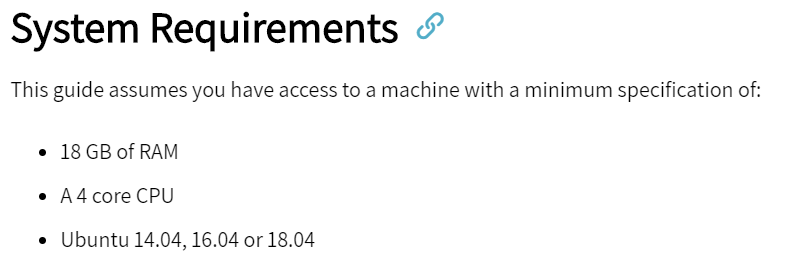 System Requirements
This guide assumes you have access to a machine with a minimum specification of:
• 18 GB of RAM
• A 4 core CPU
• Ubuntu 14.04, 16.04 or 18.04